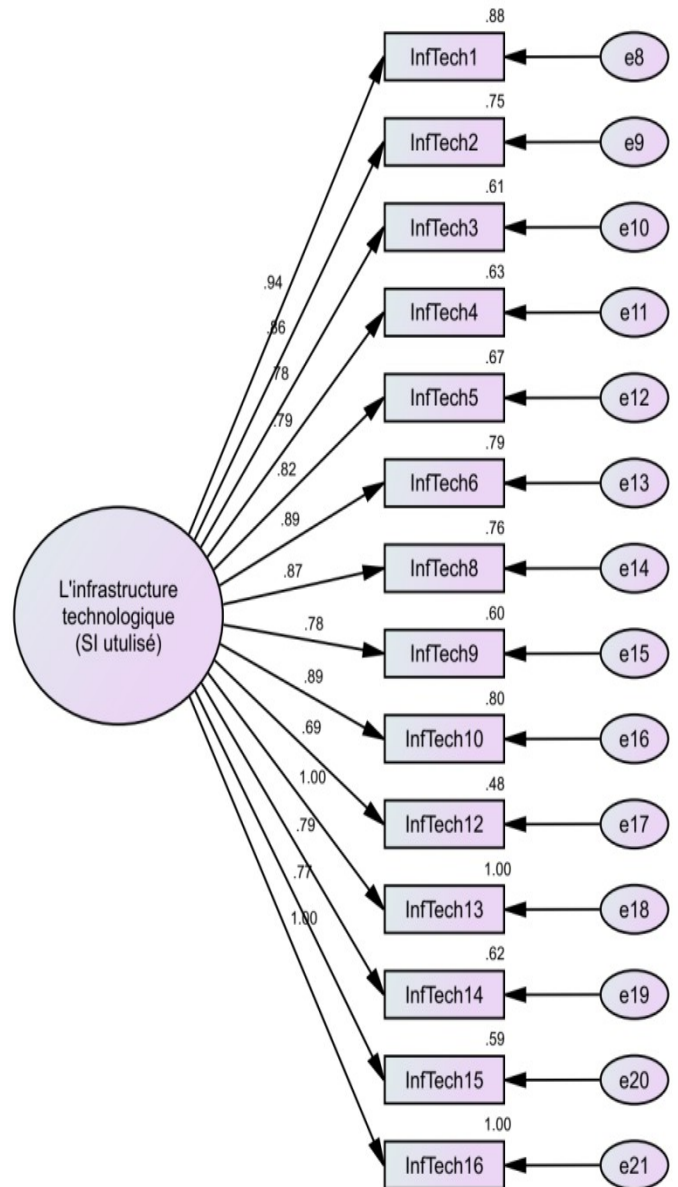 .88
InfTech1
e8
.75
InfTech2
e9
.61
InfTech3
e10
.63
InfTech4
e11
.67
InfTech5
e12
.79
InfTech6
e13
.76
InfTech8
e14
.60
InfTech9
e15
.80
InfTech10
e16
.48
InfTech12
e17
1.00
InfTech13
e18
.62
InfTech14
e19
.59
InfTech15
e20
1.00
InfTech16
e21
.94
.86
.78
.79
.82
.89
.87
.78
.89
.69
1.00
.79
.77
1.00
L'infrastructure
technologique
(SI utulisé)